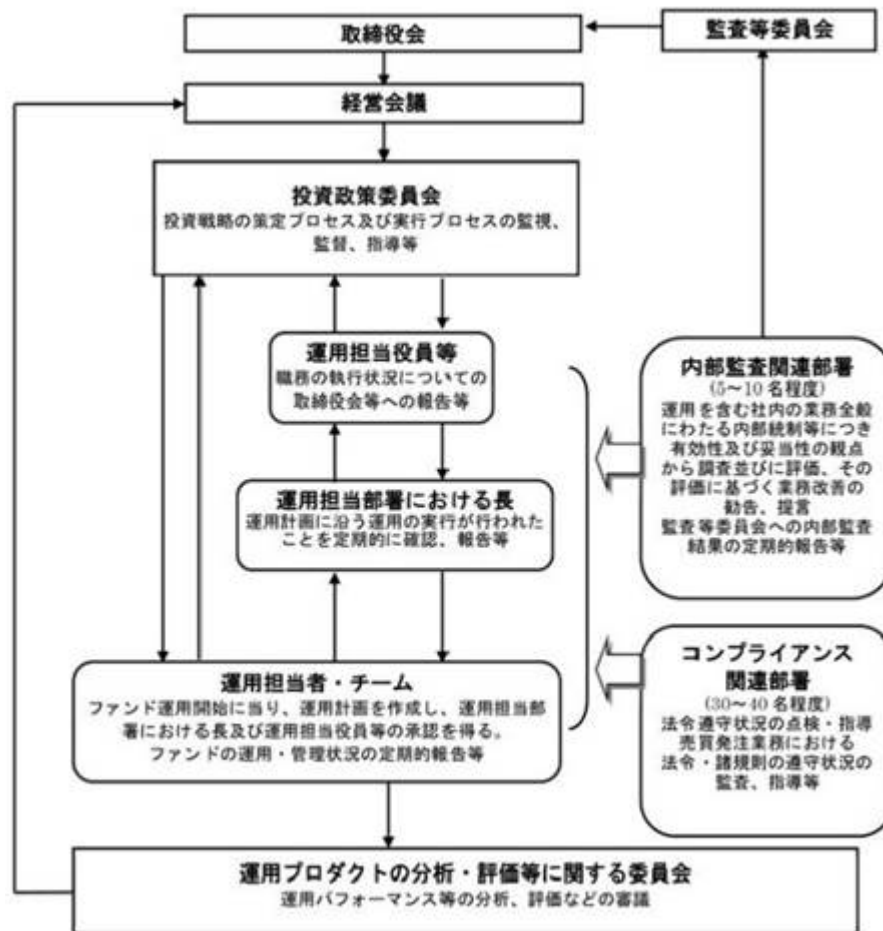 取締役会
監査等委員会
経営会議
投資政策委員会
投資戦略の策定プロセス及び実行プロセスの監視、
監督、指導等
運用担当役員等
職務の執行状況についての
取締役会等への報告等
運用担当部署における長
運用計画に沿う運用の実行が行われた
ことを定期的に確認、報告等
運用担当者・チーム
ファンド運用開始に当り、運用計画を作成し、運用担当部
署における長及び運用担当役員等の承認を得る。
ファンドの運用・管理状況の定期的報告等
内部監査関連部署
(5~10名程度)
運用を含む社内の業務全般
にわたる内部統制等につき
有効性及び妥当性の観点
から調査並びに評価、その
評価に基づく業務改善の
勧告、提言
監査等委員会への内部監査
結果の定期的報告等
コンプライアンス
関連部署
(30~40名程度)
法令遵守状況の点検・指導
売買発注業務における
法令・諸規則の遵守状況の
監査、指導等
運用プロダクトの分析・評価等に関する委員会
運用パフォーマンス等の分析、評価などの審議